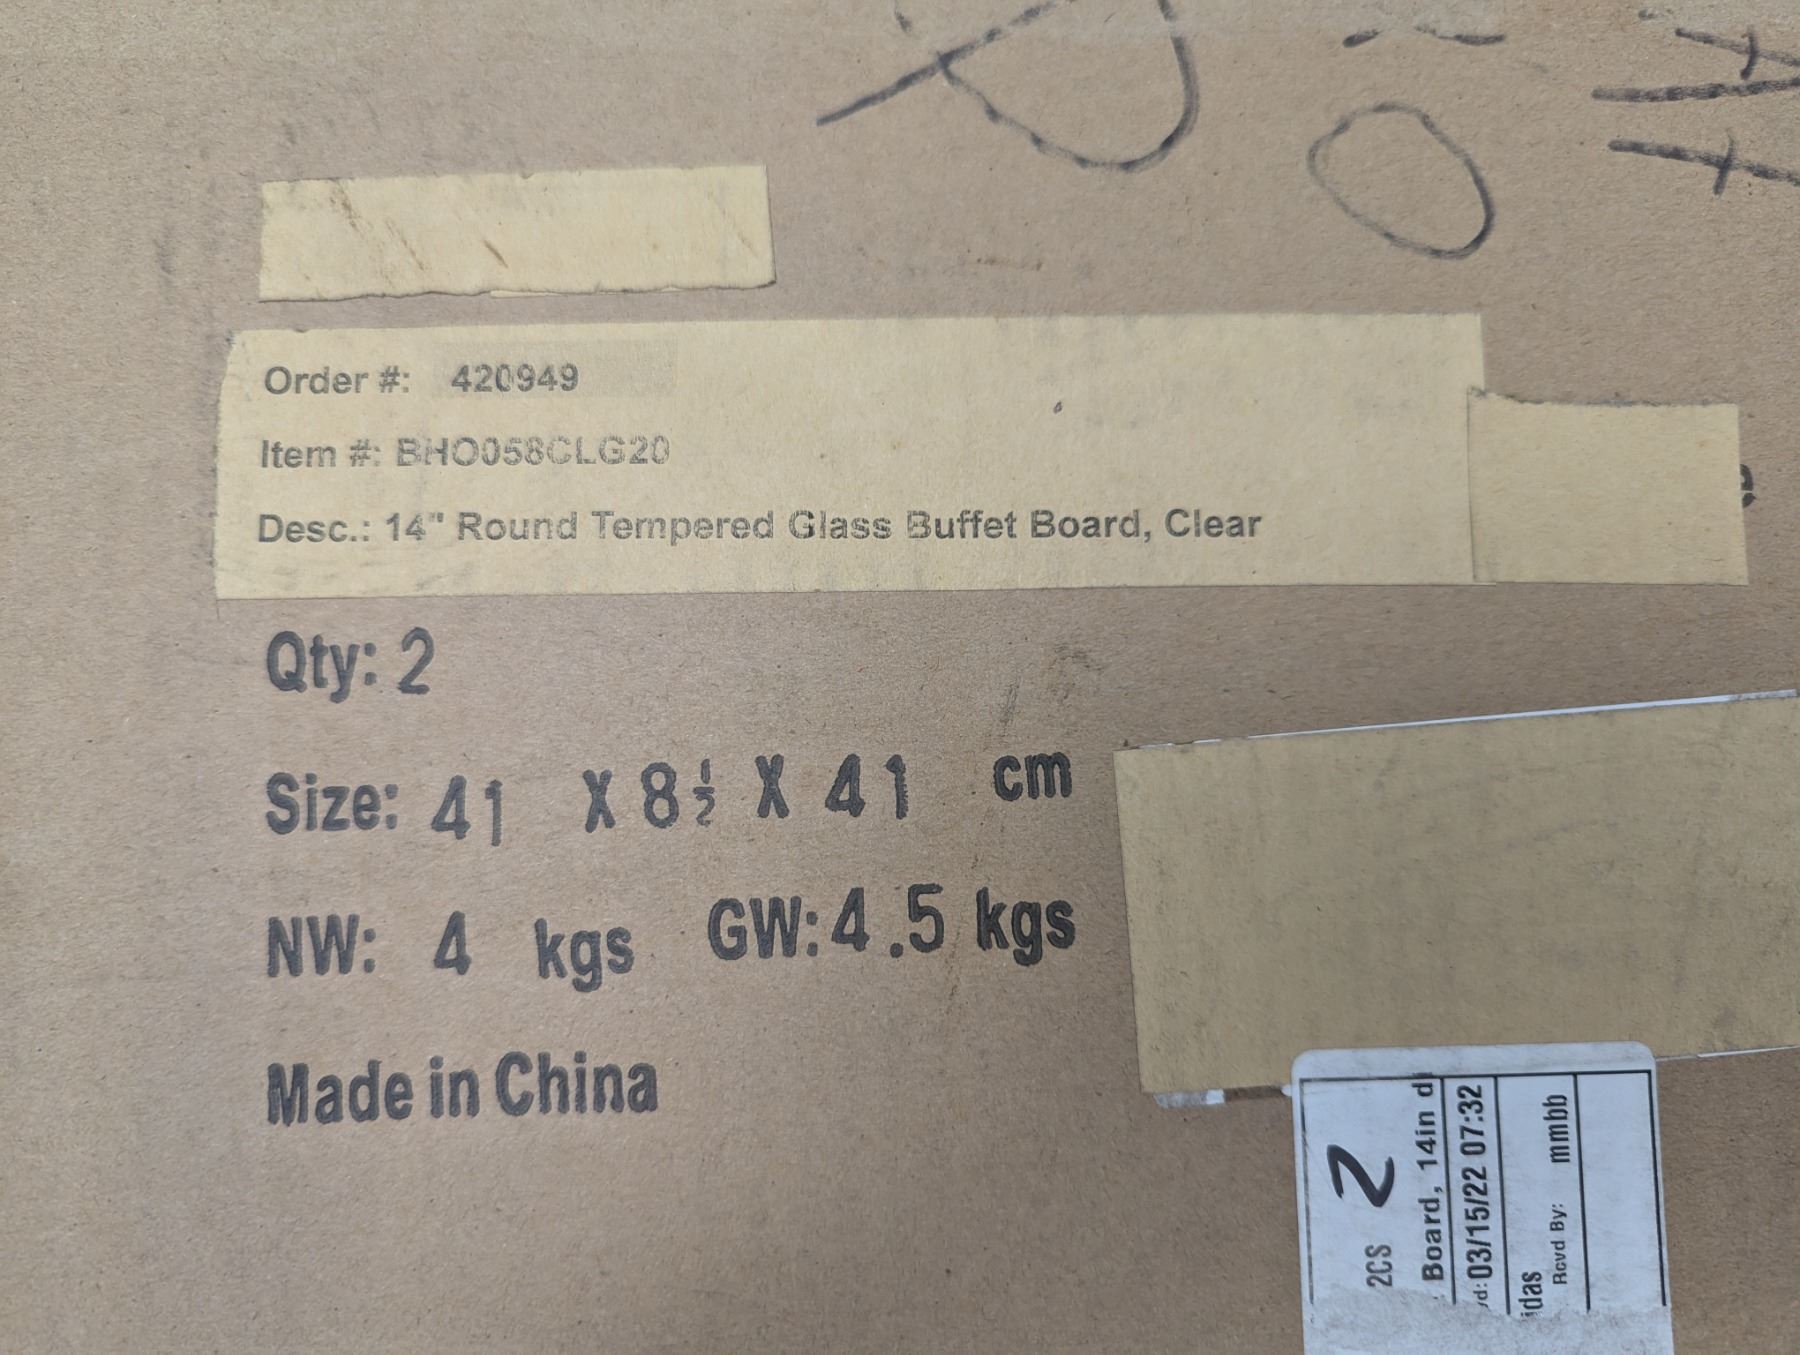 Order #: 420949
Item #: BHO058CLG20
Desc.: 14" Round Tempered Glass Buffet Board, Clear
Qty: 2
Size: 41 X 8½ X 41 cm
NW: 4 kgs GW: 4.5 kgs
Made in China
2CS 2
Board, 14in d
vd: 03/15/22 07:32
idas
Rcvd By: mmbb